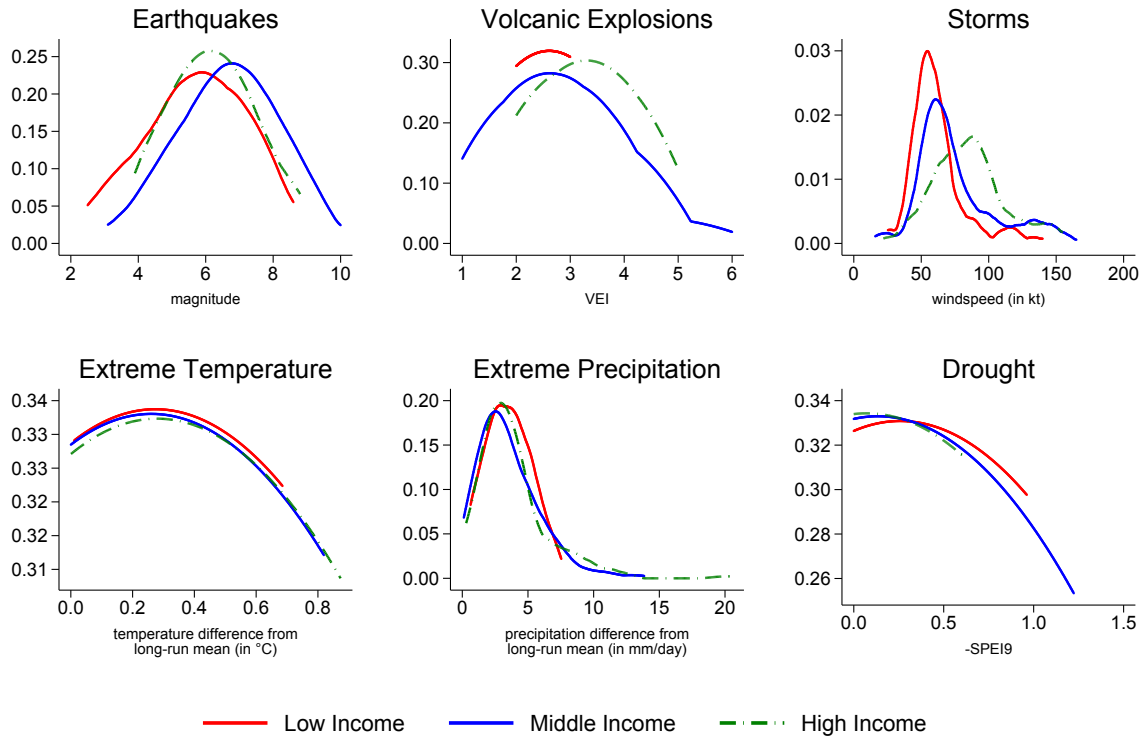 Earthquakes Volcanic Explosions Storms
0.25
0.20
0.15
0.10
0.05
0.00
2 4 6 8 10
magnitude
0.30
0.20
0.10
0.00
1 2 3 4 5 6
VEI
0.03
0.02
0.01
0.00
0 50 100 150 200
windspeed (in kt)
Extreme Temperature Extreme Precipitation Drought
0.34
0.33
0.33
0.32
0.32
0.31
0.0 0.2 0.4 0.6 0.8
temperature difference from
long-run mean (in °C)
0.20
0.15
0.10
0.05
0.00
0 5 10 15 20
precipitation difference from
long-run mean (in mm/day)
0.34
0.32
0.30
0.28
0.26
0.0 0.5 1.0 1.5
-SPEI9
Low Income Middle Income High Income